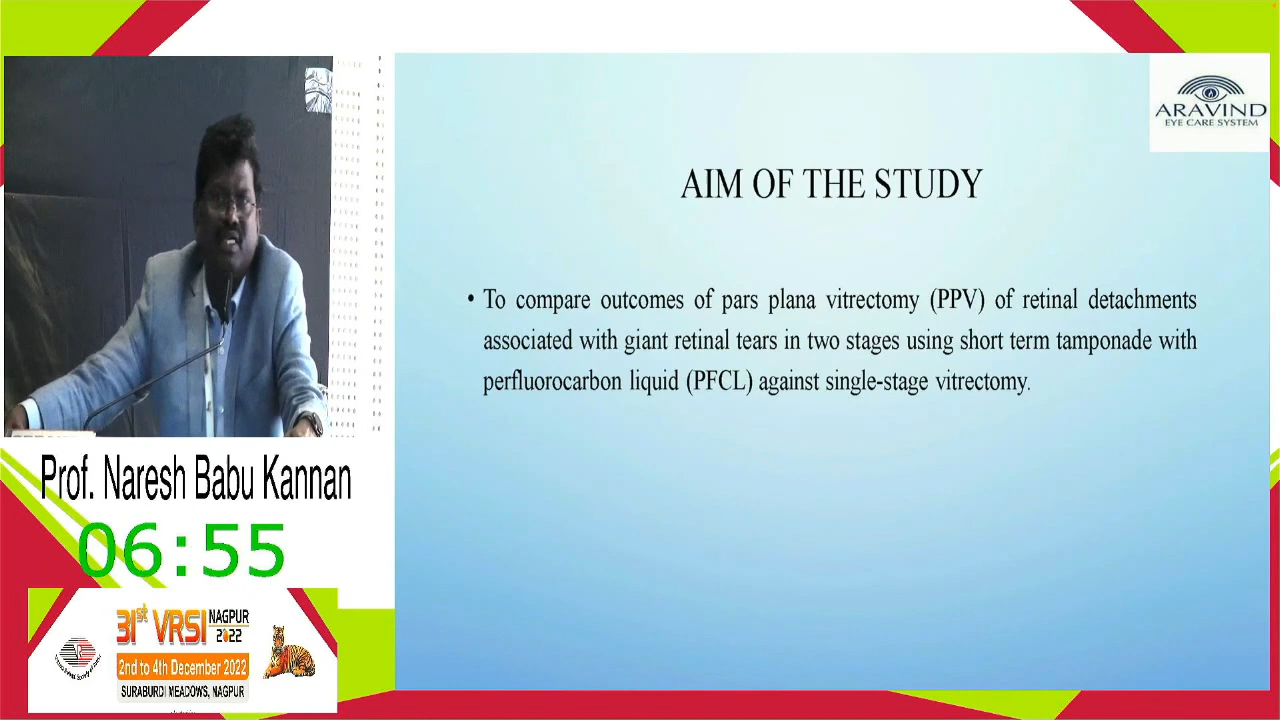 ARAVIND
EYE CARE SYSTEM
AIM OF THE STUDY
• To compare outcomes of pars plana vitrectomy (PPV) of retinal detachments
associated with giant retinal tears in two stages using short term tamponade with
perfluorocarbon liquid (PFCL) against single-stage vitrectomy.
Prof. Naresh Babu Kannan
06:55
31st VRSI NAGPUR
2022
2nd to 4th December 2022
SURABURDI MEADOWS, NAGPUR